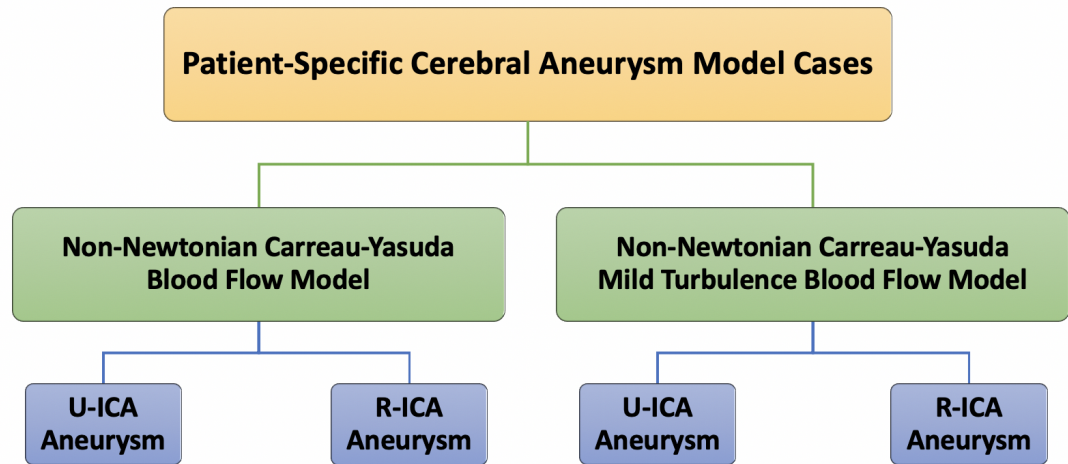 Patient-Specific Cerebral Aneurysm Model Cases
Non-Newtonian Carreau-Yasuda
Blood Flow Model
Non-Newtonian Carreau-Yasuda
Mild Turbulence Blood Flow Model
U-ICA
Aneurysm
R-ICA
Aneurysm
U-ICA
Aneurysm
R-ICA
Aneurysm